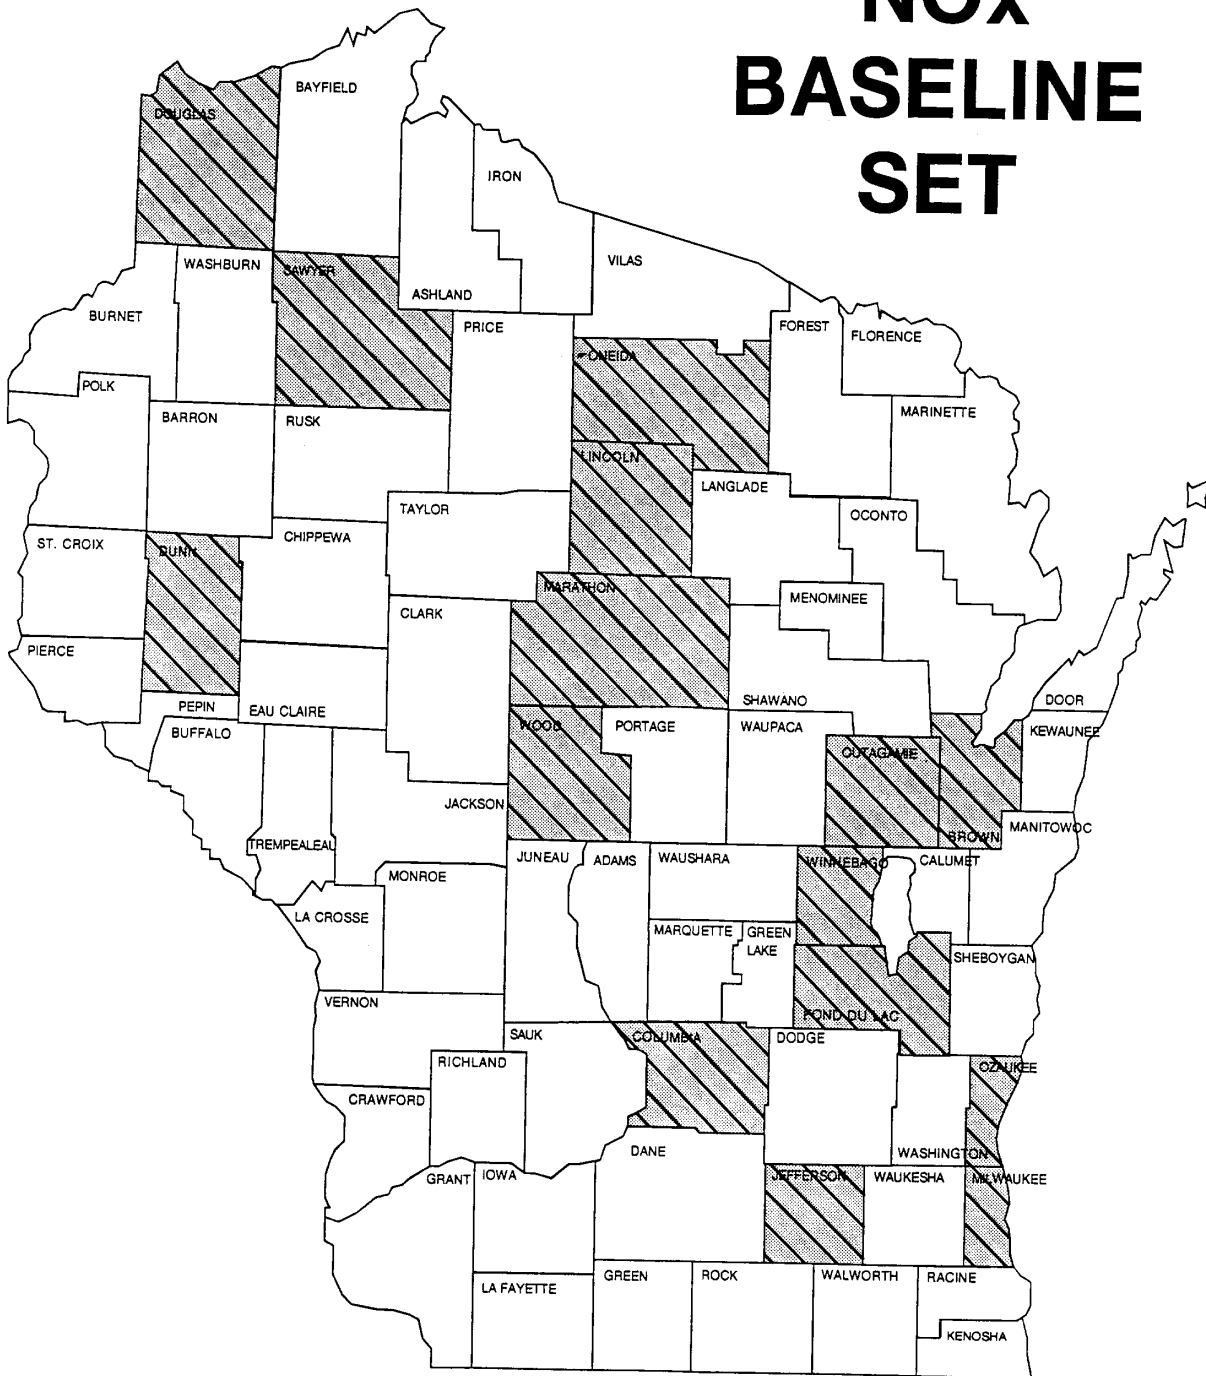 NOx
BASELINE
SET
BAYFIELD
DOUGLAS
IRON
VILAS
WASHBURN
SAWYER
ASHLAND
BURNET
PRICE
FOREST
FLORENCE
ONEIDA
POLK
BARRON
RUSK
MARINETTE
LINCOLN
LANGLADE
TAYLOR
OCONTO
ST. CROIX
DUNN
CHIPPEWA
MARATHON
MENOMINEE
CLARK
PIERCE
SHAWANO
DOOR
PEPIN
EAU CLAIRE
BUFFALO
WOOD
PORTAGE
WAUPACA
KEWAUNEE
OUTAGAMIE
JACKSON
BROWN
MANITOWOC
TREMPEALEAU
JUNEAU
ADAMS
WAUSHARA
WINNEBAGO
CALUMET
MONROE
LA CROSSE
MARQUETTE
GREEN
LAKE
SHEBOYGAN
VERNON
FOND DU LAC
SAUK
COLUMBIA
DODGE
RICHLAND
OZAUKEE
CRAWFORD
DANE
WASHINGTON
GRANT
IOWA
JEFFERSON
WAUKESHA
MILWAUKEE
LA FAYETTE
GREEN
ROCK
WALWORTH
RACINE
KENOSHA